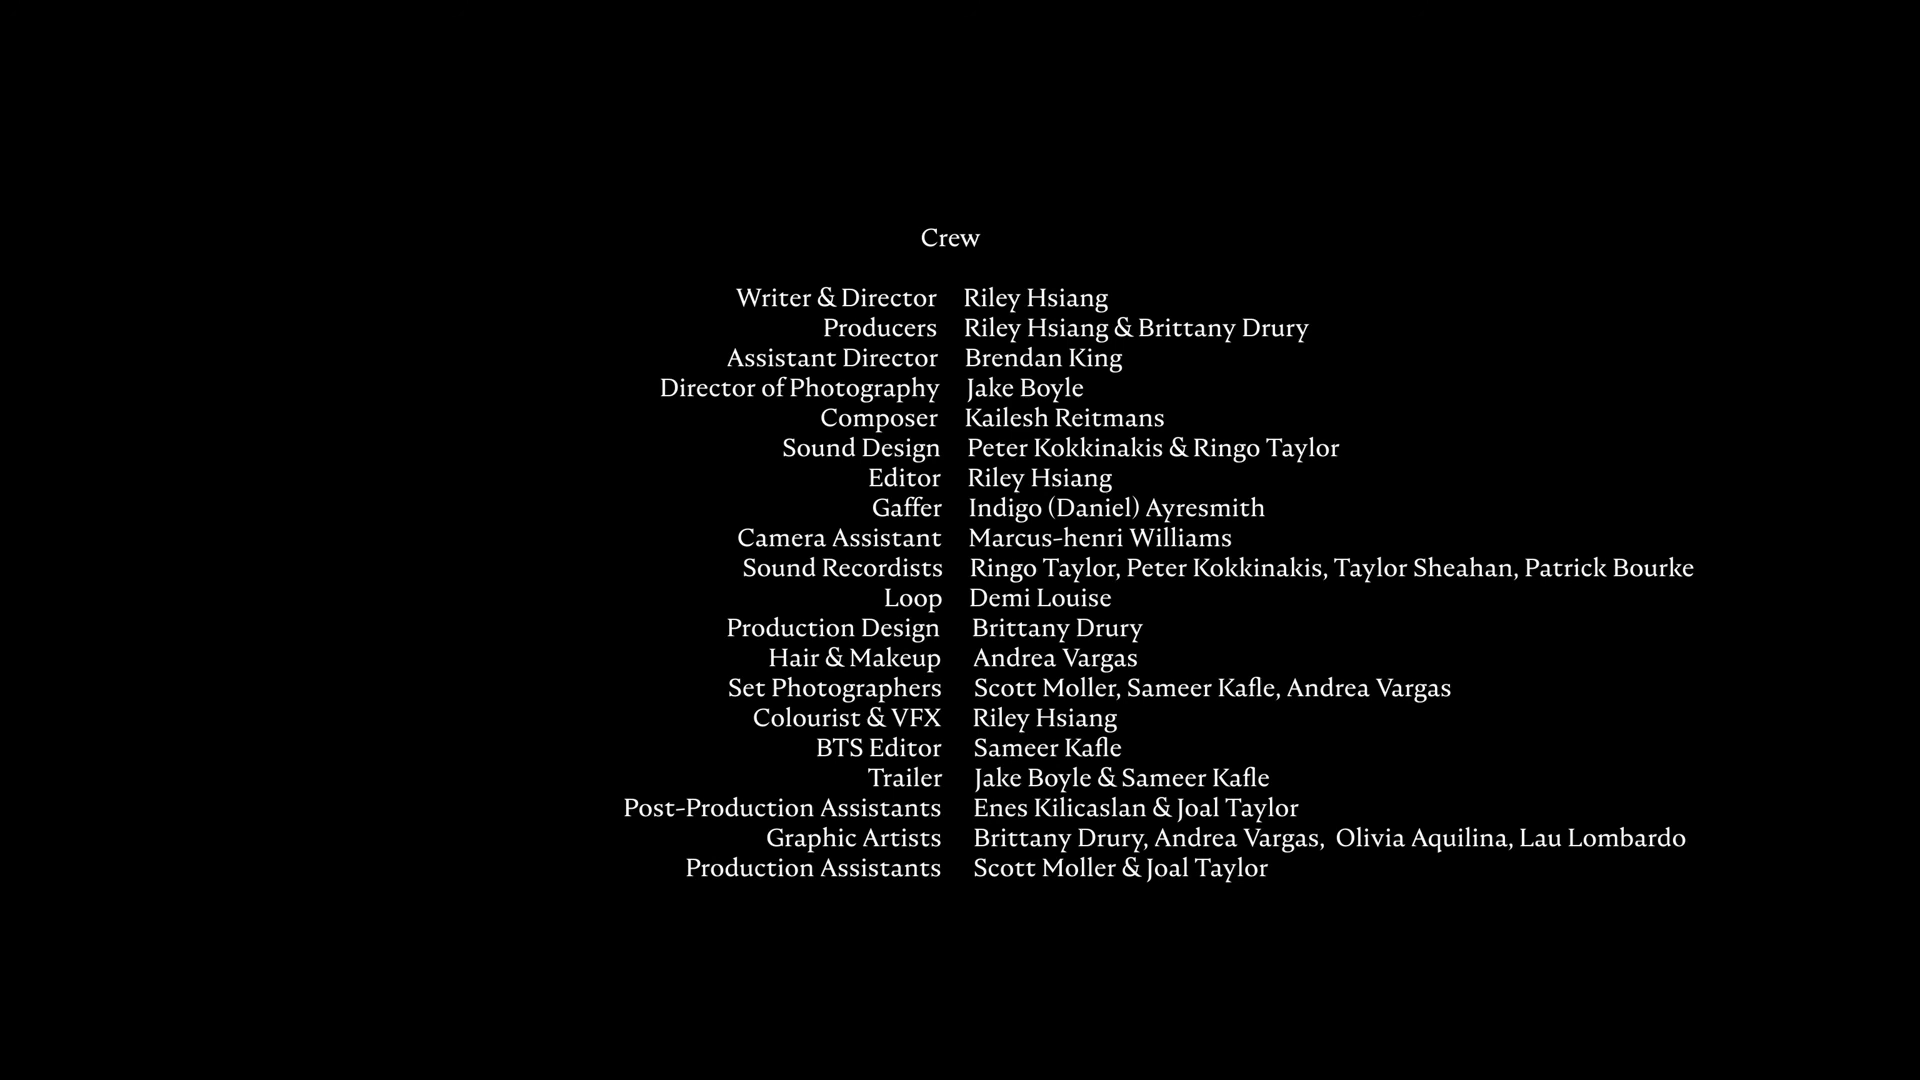 Crew
Writer & Director Riley Hsiang
Producers Riley Hsiang & Brittany Drury
Assistant Director Brendan King
Director of Photography Jake Boyle
Composer Kailesh Reitmans
Sound Design Peter Kokkinakis & Ringo Taylor
Editor Riley Hsiang
Gaffer Indigo (Daniel) Ayresmith
Camera Assistant Marcus-henri Williams
Sound Recordists Ringo Taylor, Peter Kokkinakis, Taylor Sheahan, Patrick Bourke
Loop Demi Louise
Production Design Brittany Drury
Hair & Makeup Andrea Vargas
Set Photographers Scott Moller, Sameer Kafle, Andrea Vargas
Colourist & VFX Riley Hsiang
BTS Editor Sameer Kafle
Trailer Jake Boyle & Sameer Kafle
Post-Production Assistants Enes Kilicaslan & Joal Taylor
Graphic Artists Brittany Drury, Andrea Vargas, Olivia Aquilina, Lau Lombardo
Production Assistants Scott Moller & Joal Taylor